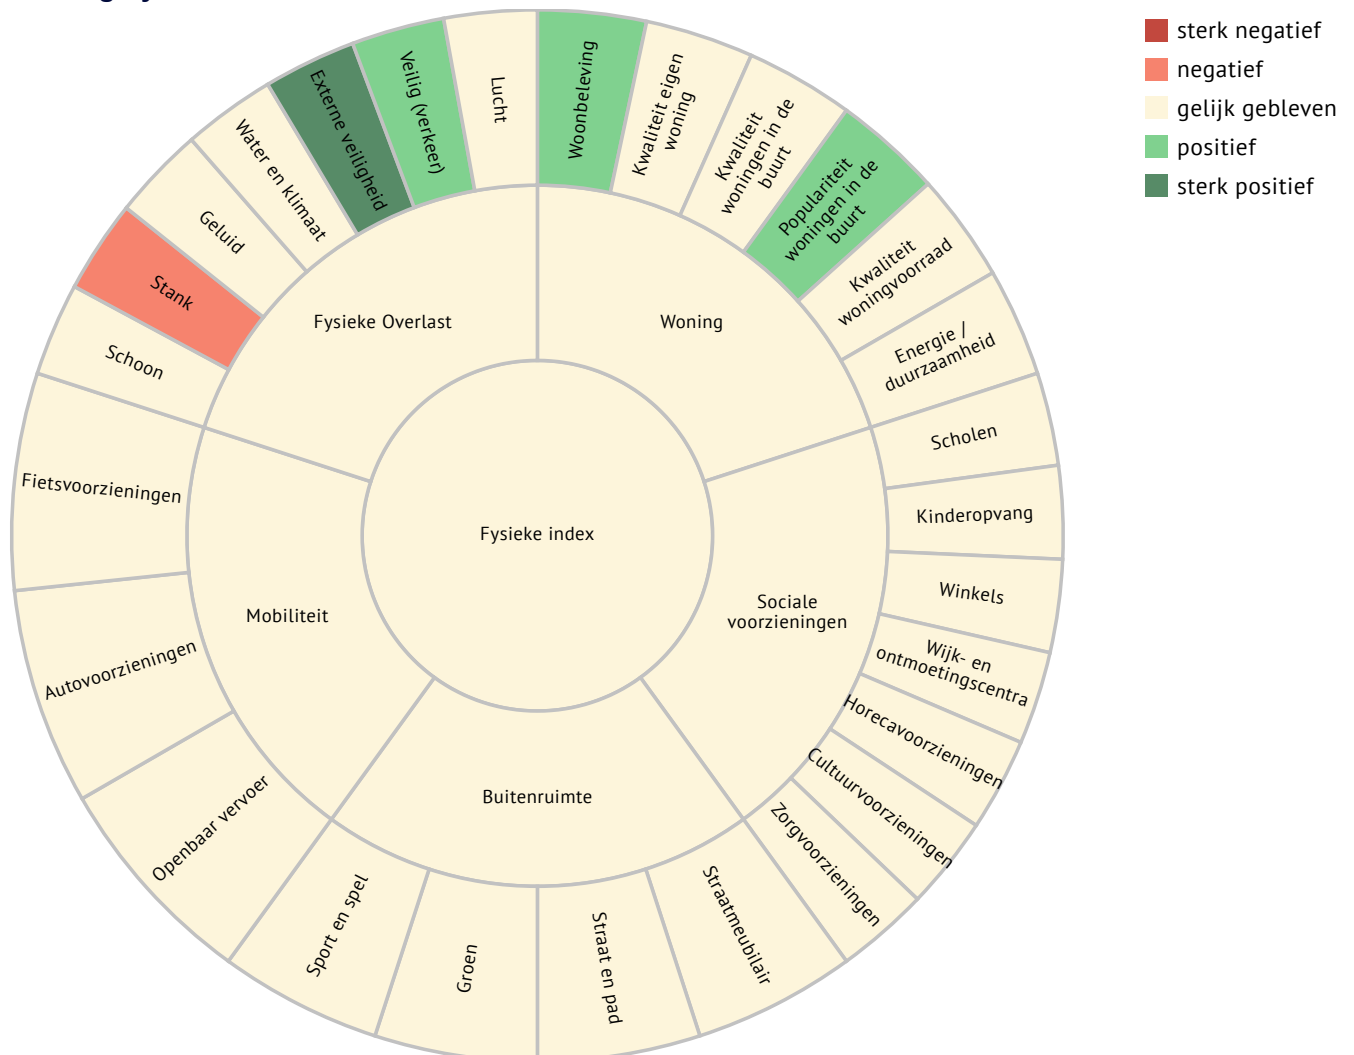 sterk negatief
negatief
gelijk gebleven
positief
sterk positief
Woonbeleving
Kwaliteit eigen
woning
Kwaliteit
woningen in de
buurt
Populariteit
woningen in de
buurt
Kwaliteit
woningvoorraad
Energie /
duurzaamheid
Scholen
Kinderopvang
Winkels
Wijk- en
ontmoetingscentra
Horecavoorzieningen
Cultuurvoorzieningen
Zorgvoorzieningen
Straatmeubilair
Straat en pad
Groen
Sport en spel
Openbaar vervoer
Autovoorzieningen
Fietsvoorzieningen
Schoon
Stank
Geluid
Water en klimaat
Externe veiligheid
Veilig (verkeer)
Lucht
Fysieke Overlast
Woning
Sociale
voorzieningen
Buitenruimte
Mobiliteit
Fysieke index